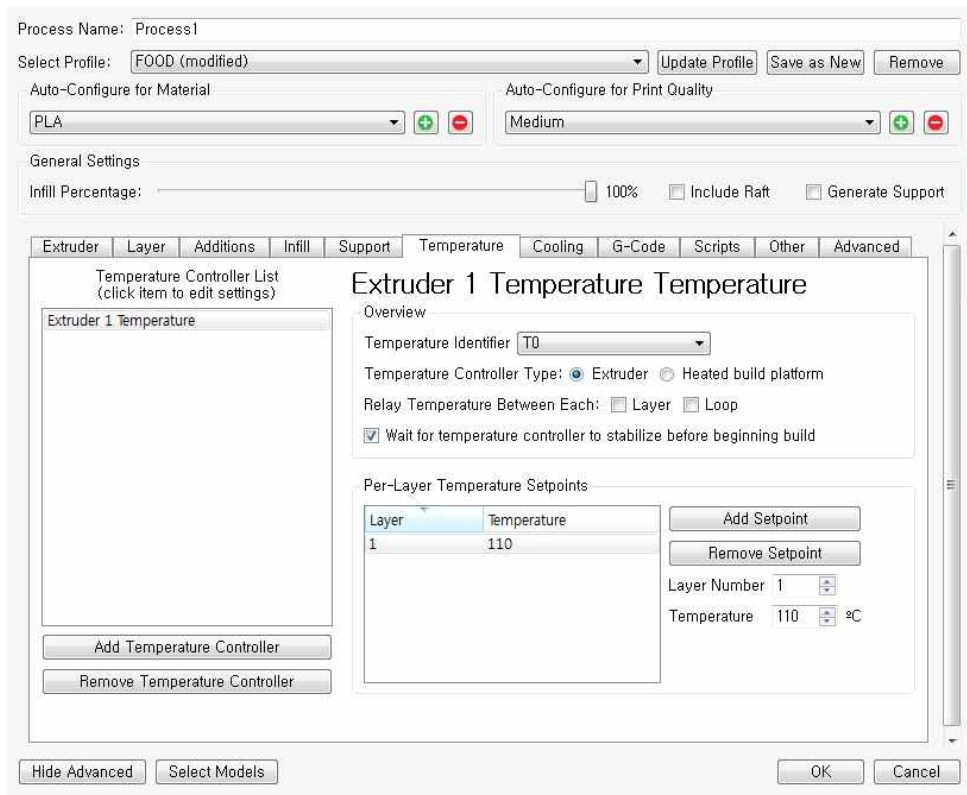 Process Name: Process1
Select Profile: FOOD (modified) Update Profile Save as New Remove
Auto-Configure for Material Auto-Configure for Print Quality
PLA Medium
General Settings
Infill Percentage: 100% Include Raft Generate Support
Extruder Layer Additions Infill Support Temperature Cooling G-Code Scripts Other Advanced
Temperature Controller List
(click item to edit settings)
Extruder 1 Temperature
Add Temperature Controller
Remove Temperature Controller
Extruder 1 Temperature Temperature
Overview
Temperature Identifier T0
Temperature Controller Type: Extruder Heated build platform
Relay Temperature Between Each: Layer Loop
Wait for temperature controller to stabilize before beginning build
Per-Layer Temperature Setpoints
Layer Temperature
1 110
Add Setpoint
Remove Setpoint
Layer Number 1
Temperature 110 ºC
Hide Advanced Select Models OK Cancel